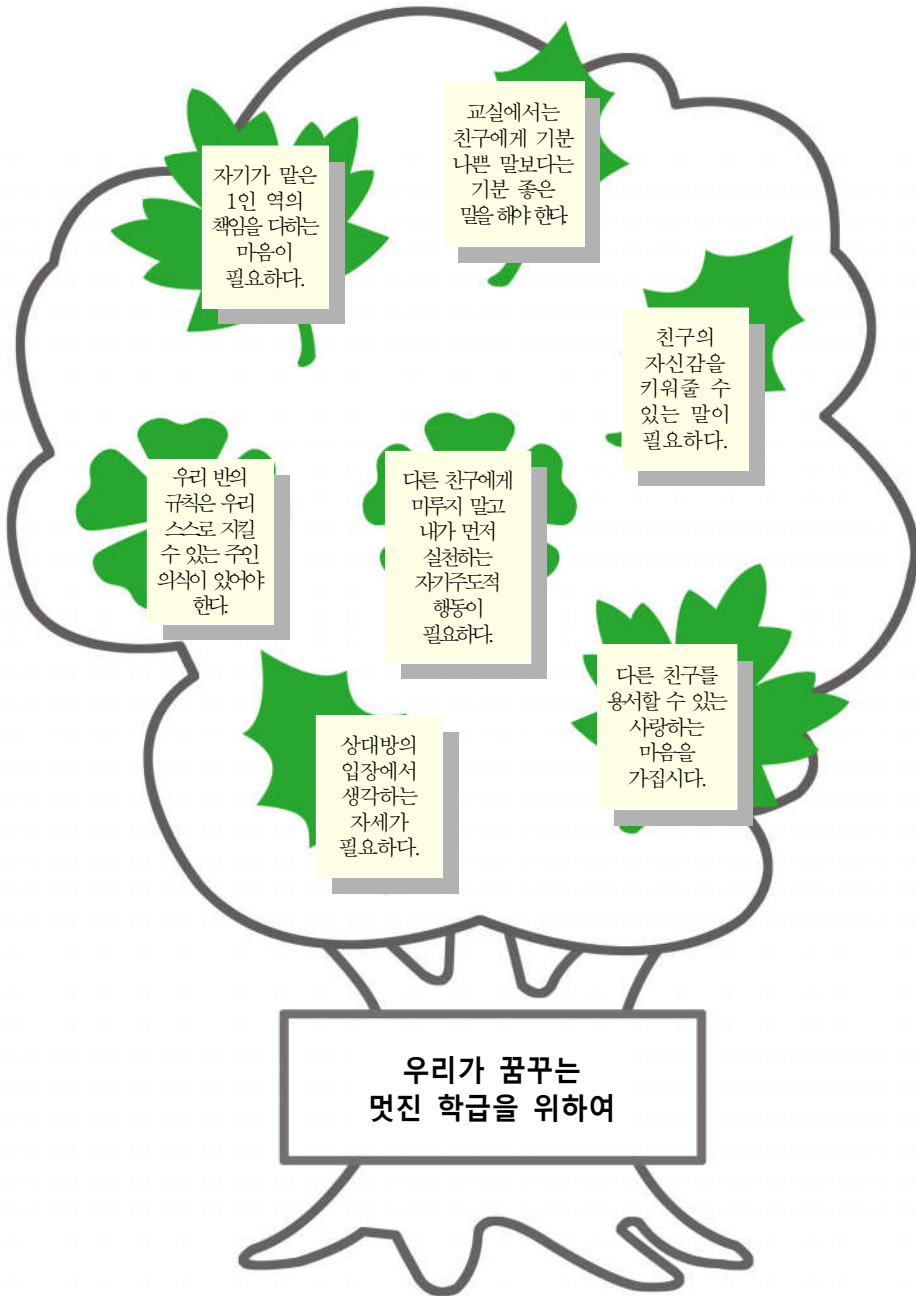 교실에서는
친구에게 기분
나쁜 말보다는
기분 좋은
말을 해야 한다.
자기가 맡은
1인 역의
책임을 다하는
마음이
필요하다.
친구의
자신감을
키워줄 수
있는 말이
필요하다.
우리 반의
규칙은 우리
스스로 지킬
수 있는 주인
의식이 있어야
한다.
다른 친구에게
미루지 말고
내가 먼저
실천하는
자기주도적
행동이
필요하다.
다른 친구를
용서할 수 있는
사랑하는
마음을
가집시다.
상대방의
입장에서
생각하는
자세가
필요하다.
우리가 꿈꾸는
멋진 학급을 위하여